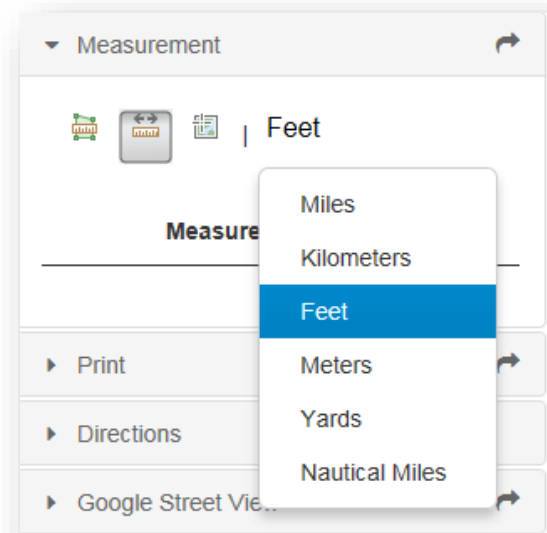 Measurement
| Feet
Miles
Measure
Kilometers
Feet
Print
Meters
Yards
Directions
Nautical Miles
Google Street View